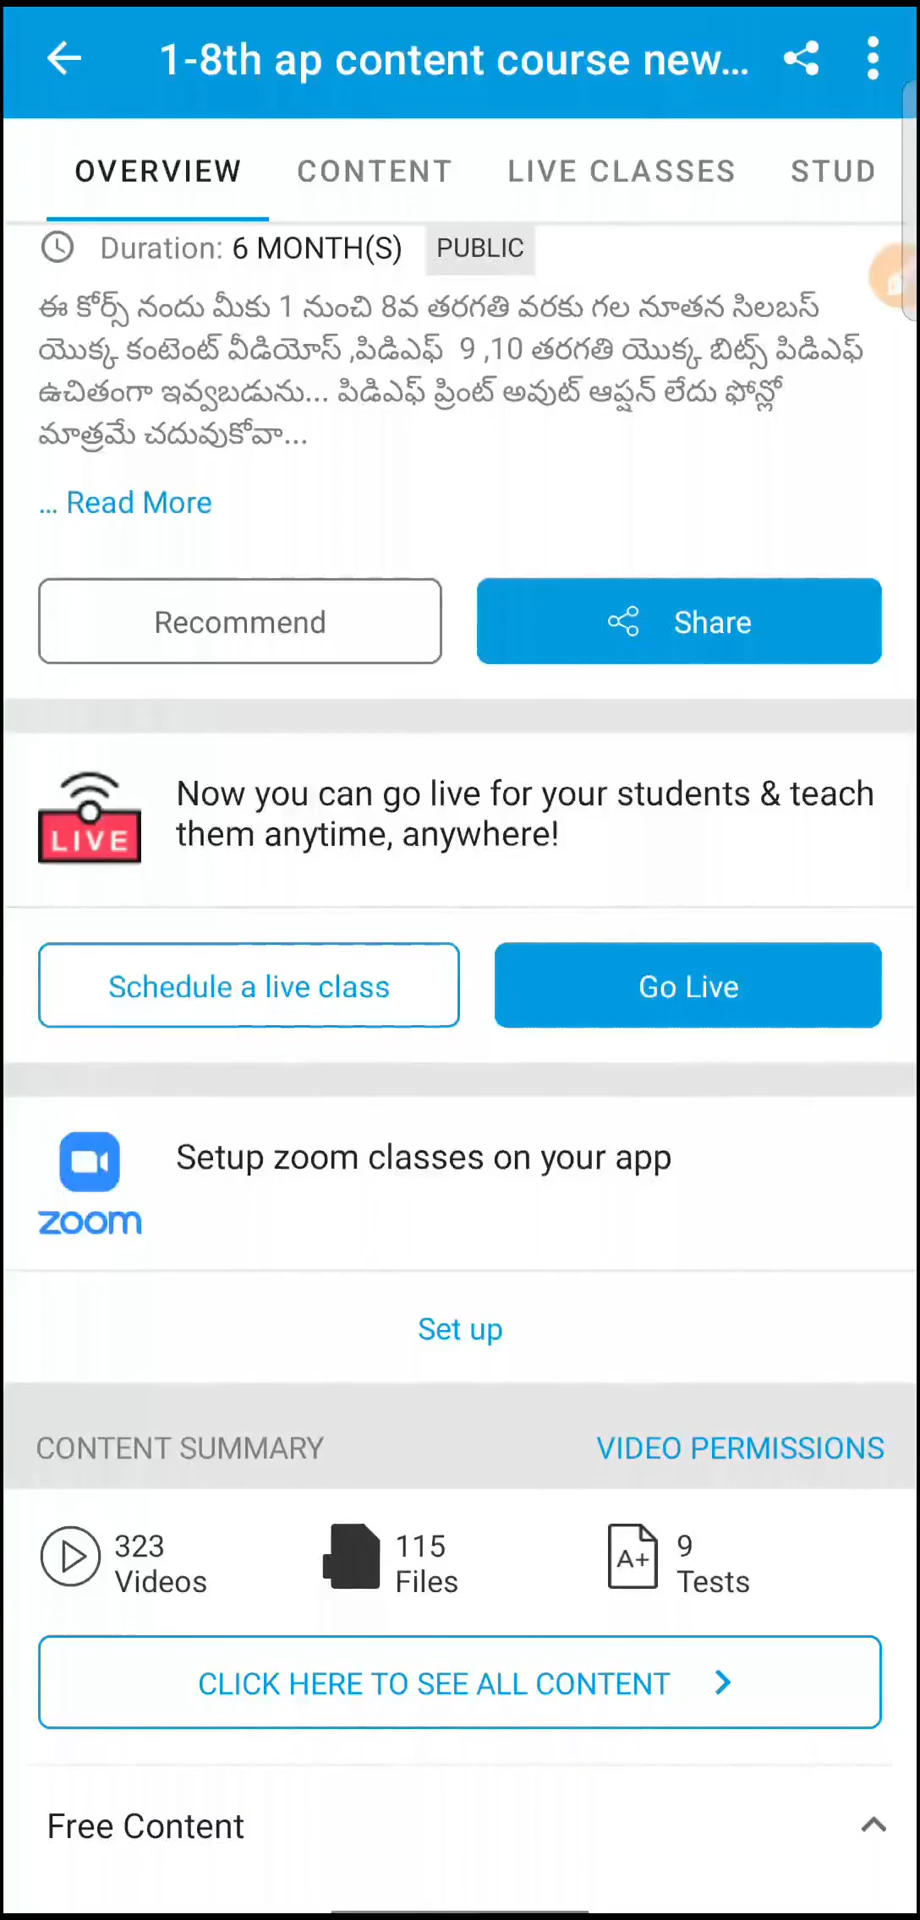 1-8th ap content course new...
OVERVIEW CONTENT LIVE CLASSES STUD
Duration: 6 MONTH(S) PUBLIC
ఈ కోర్స్ నందు మీకు 1 నుంచి 8వ తరగతి వరకు గల నూతన సిలబస్
యొక్క కంటెంట్ వీడియోస్ ,పిడిఎఫ్ 9 ,10 తరగతి యొక్క బిట్స్ పిడిఎఫ్
ఉచితంగా ఇవ్వబడును... పిడిఎఫ్ ప్రింట్ అవుట్ ఆప్షన్ లేదు ఫోన్లో
మాత్రమే చదువుకోవా...
... Read More
Recommend Share
LIVE
Now you can go live for your students & teach
them anytime, anywhere!
Schedule a live class Go Live
Setup zoom classes on your app
zoom
Set up
CONTENT SUMMARY VIDEO PERMISSIONS
323 115 9
Videos Files A+ Tests
CLICK HERE TO SEE ALL CONTENT
Free Content